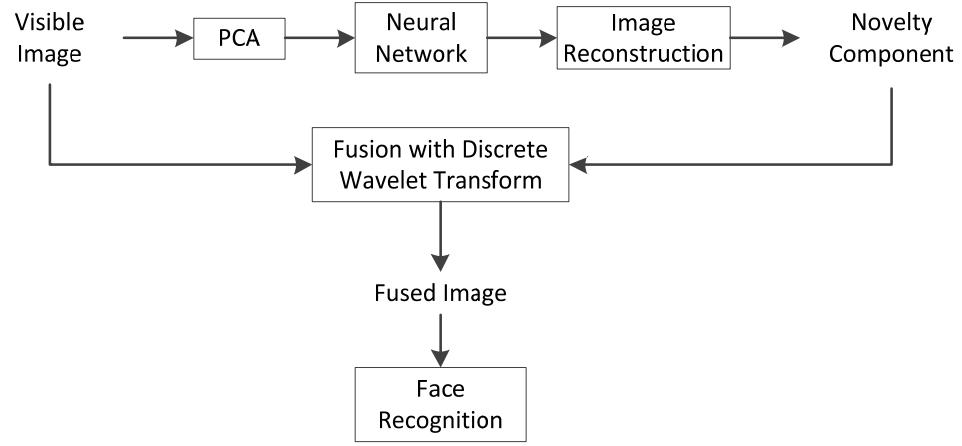 Visible
Image
PCA
Neural
Network
Image
Reconstruction
Novelty
Component
Fusion with Discrete
Wavelet Transform
Fused Image
Face
Recognition